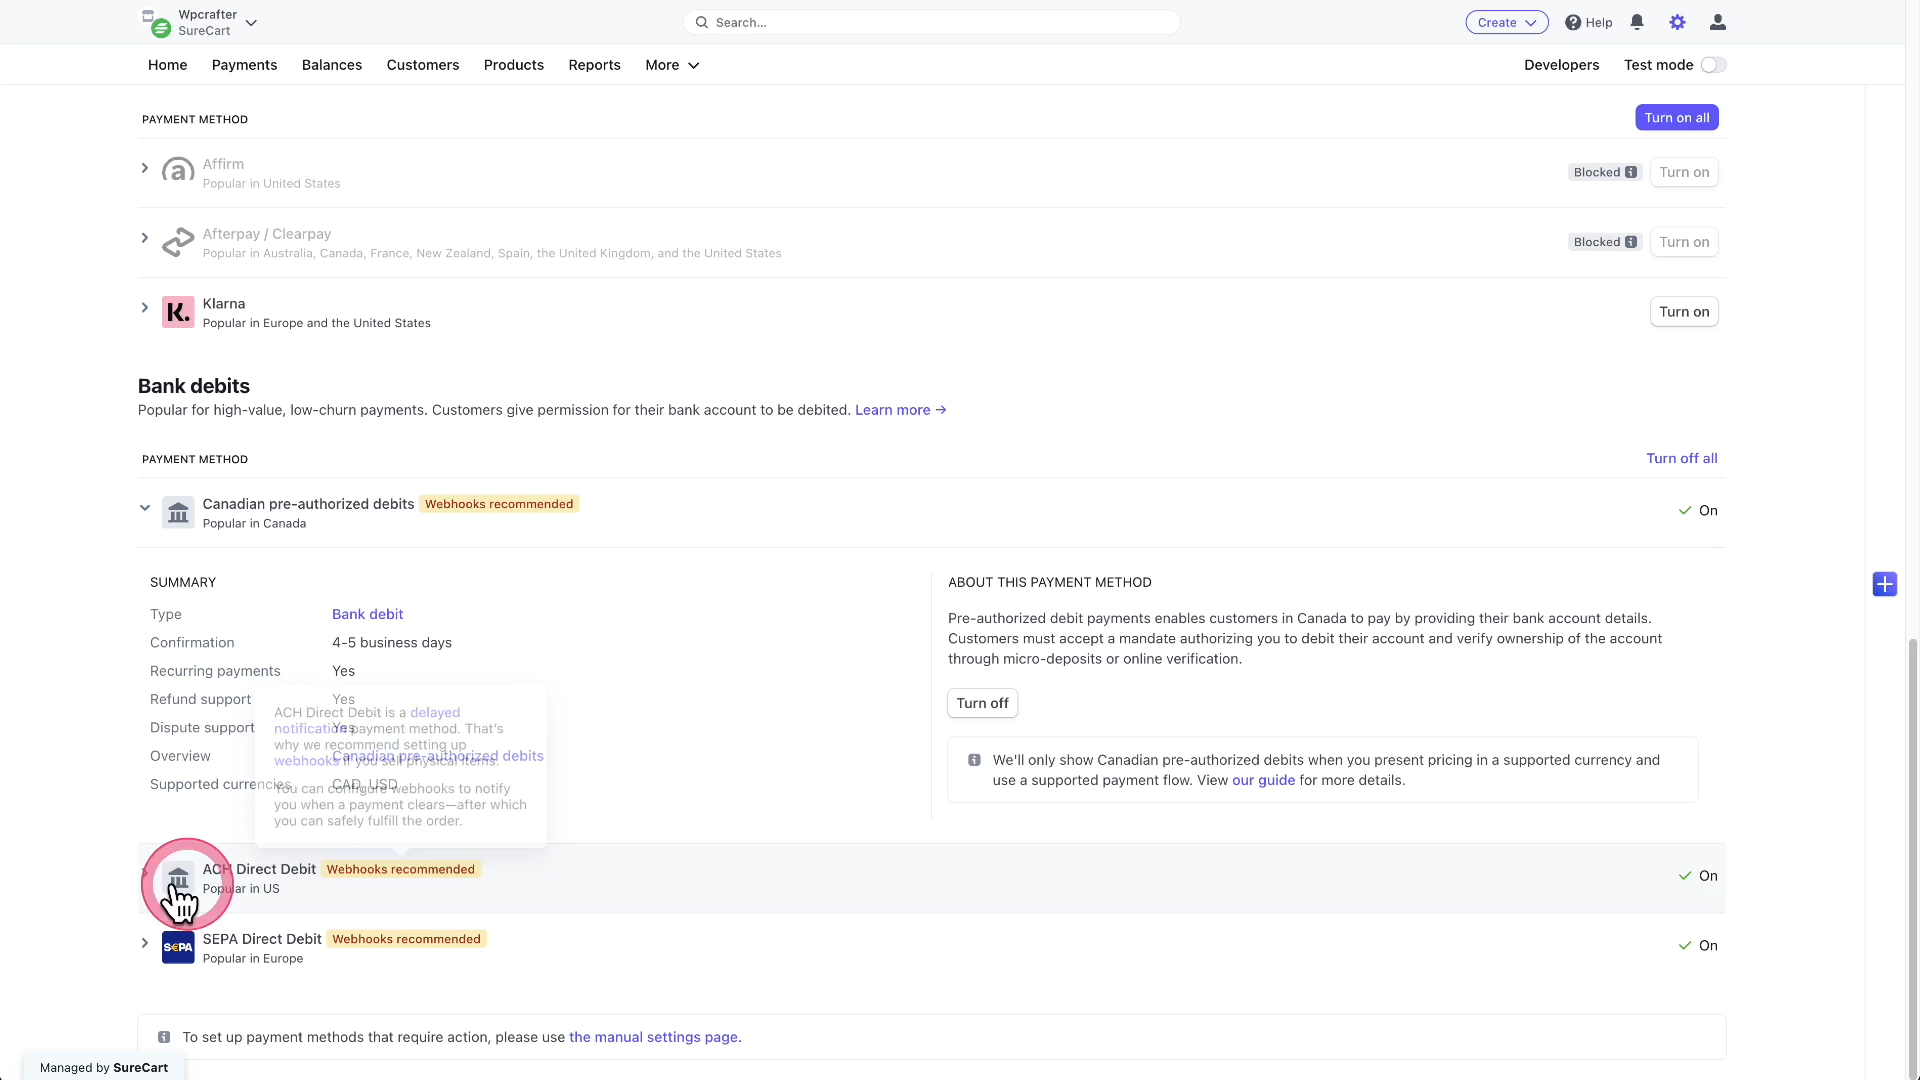 Wpcrafter
SureCart
Search...
Create
Help
Home
Payments
Balances
Customers
Products
Reports
More
Developers
Test mode
PAYMENT METHOD
Turn on all
Affirm
Popular in United States
Blocked
Turn on
Afterpay / Clearpay
Popular in Australia, Canada, France, New Zealand, Spain, the United Kingdom, and the United States
Blocked
Turn on
K.
Klarna
Popular in Europe and the United States
Turn on
Bank debits
Popular for high-value, low-churn payments. Customers give permission for their bank account to be debited. Learn more →
PAYMENT METHOD
Turn off all
Canadian pre-authorized debits
Webhooks recommended
Popular in Canada
On
SUMMARY
Type
Bank debit
Confirmation
4-5 business days
Recurring payments
Yes
Refund support
Yes
Dispute support
Yes
Overview
Canadian pre-authorized debits
Supported currencies
CAD, USD
ACH Direct Debit is a delayed
notification payment method. That's
why we recommend setting up
webhooks if you sell physical items.
You can configure webhooks to notify
you when a payment clears—after which
you can safely fulfill the order.
ABOUT THIS PAYMENT METHOD
Pre-authorized debit payments enables customers in Canada to pay by providing their bank account details.
Customers must accept a mandate authorizing you to debit their account and verify ownership of the account
through micro-deposits or online verification.
Turn off
We'll only show Canadian pre-authorized debits when you present pricing in a supported currency and
use a supported payment flow. View our guide for more details.
ACH Direct Debit
Webhooks recommended
Popular in US
On
S€PA
SEPA Direct Debit
Webhooks recommended
Popular in Europe
On
To set up payment methods that require action, please use the manual settings page.
Managed by SureCart